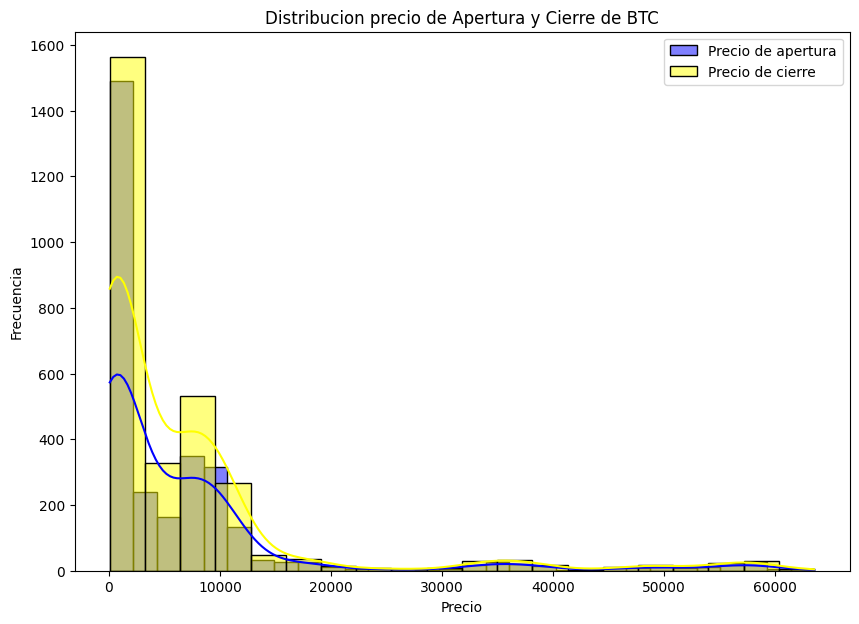 Distribucion precio de Apertura y Cierre de BTC
Precio de apertura
Precio de cierre
Frecuencia
1600
1400
1200
1000
800
600
400
200
0
0 10000 20000 30000 40000 50000 60000
Precio